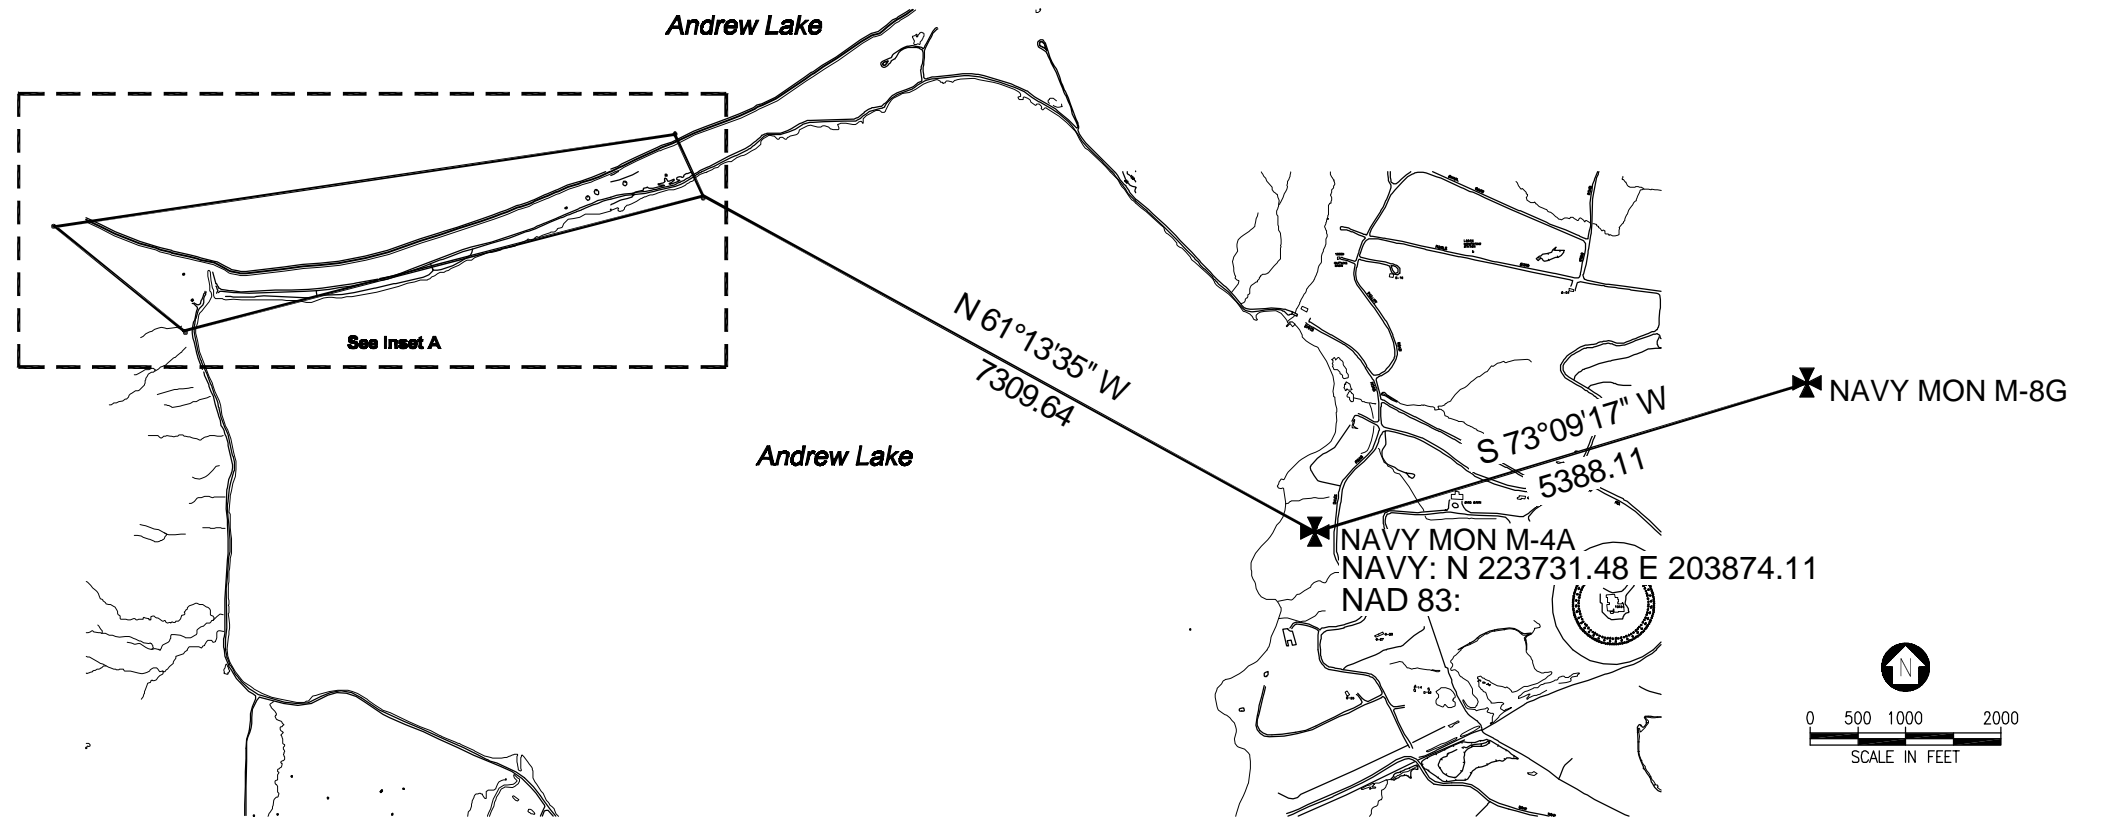 Andrew Lake
See Inset A
N 61°13'35" W
7309.64
Andrew Lake
S 73°09'17" W
5388.11
NAVY MON M-8G
NAVY MON M-4A
NAVY: N 223731.48 E 203874.11
NAD 83:
N
0 500 1000 2000
SCALE IN FEET